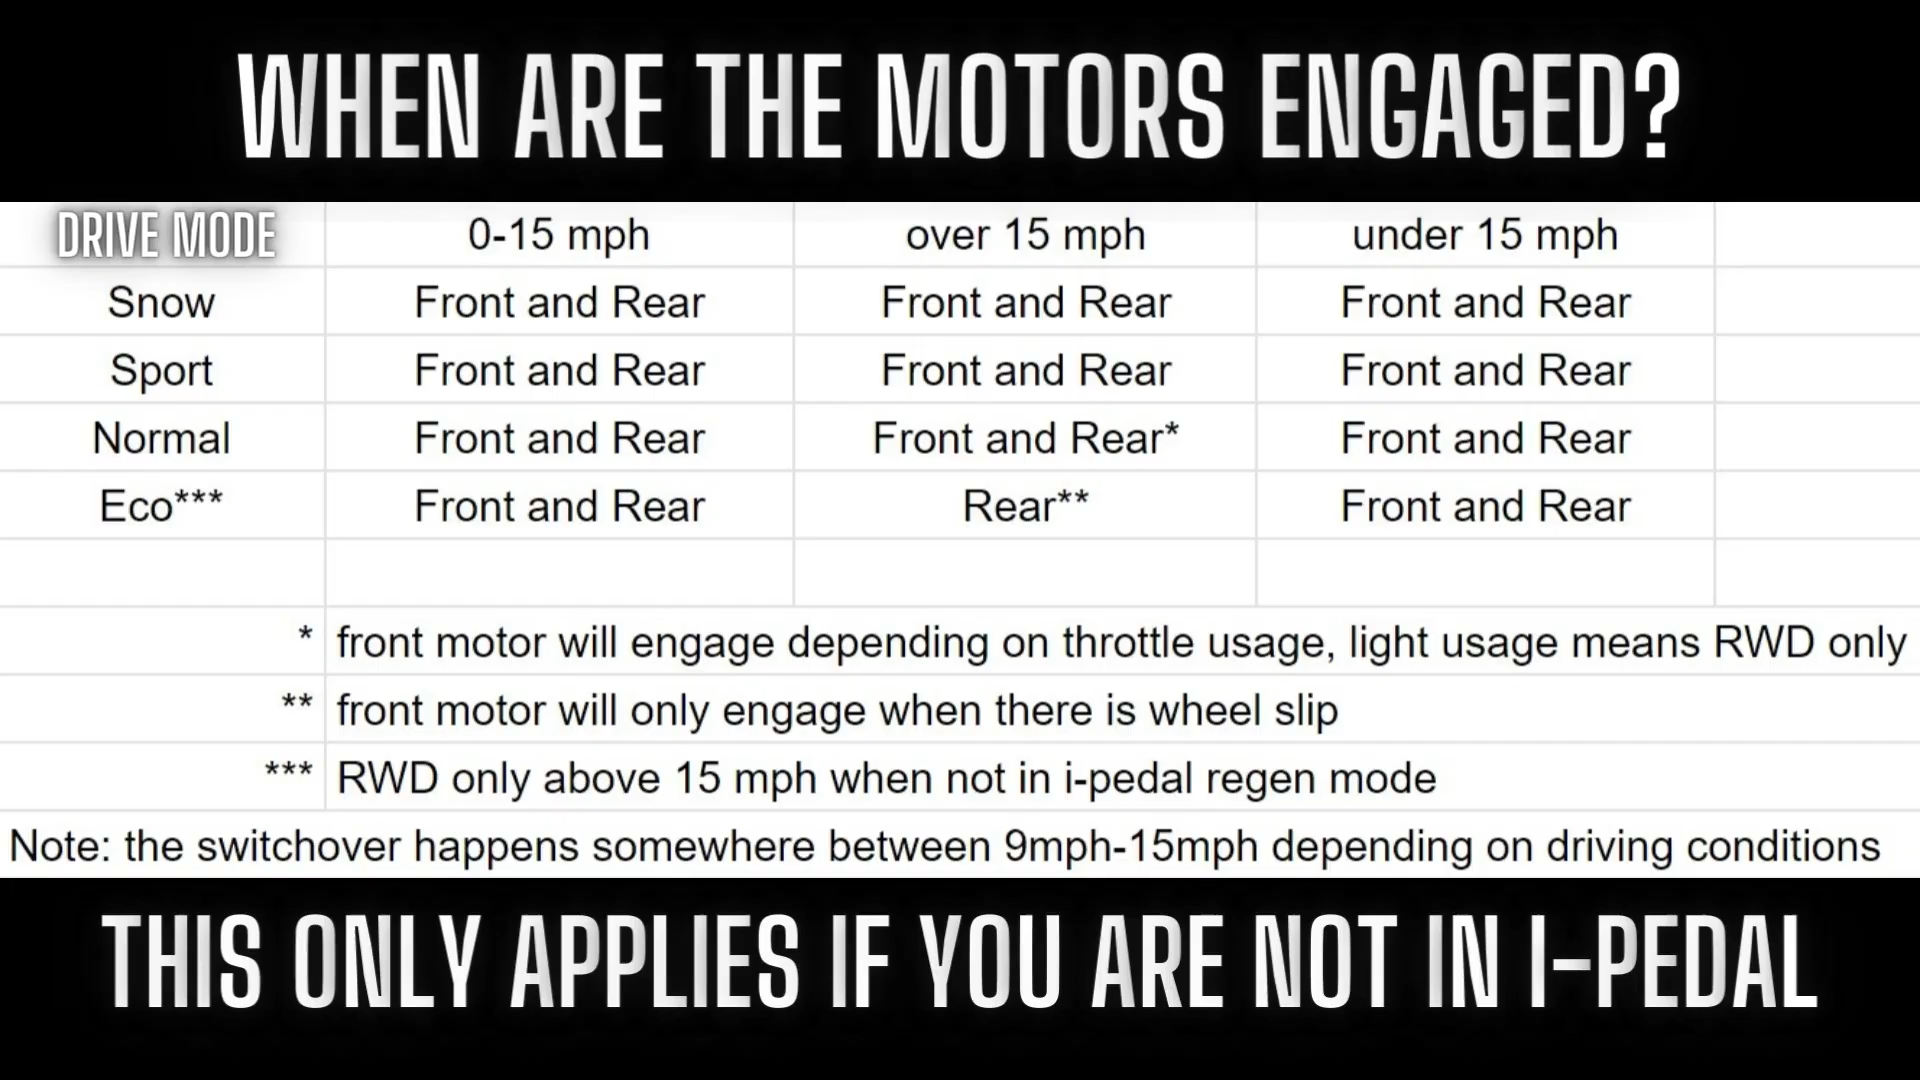 WHEN ARE THE MOTORS ENGAGED?
DRIVE MODE 0-15 mph over 15 mph under 15 mph
Snow Front and Rear Front and Rear Front and Rear
Sport Front and Rear Front and Rear Front and Rear
Normal Front and Rear Front and Rear* Front and Rear
Eco*** Front and Rear Rear** Front and Rear
* front motor will engage depending on throttle usage, light usage means RWD only
** front motor will only engage when there is wheel slip
*** RWD only above 15 mph when not in i-pedal regen mode
Note: the switchover happens somewhere between 9mph-15mph depending on driving conditions
THIS ONLY APPLIES IF YOU ARE NOT IN I-PEDAL